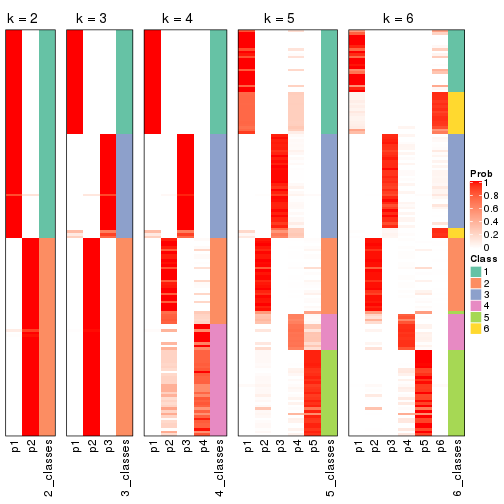 k = 2
k = 3
k = 4
k = 5
k = 6
Prob
1
0.8
0.6
0.4
0.2
0
Class
1
2
3
4
5
6
p1
p2
2_classes
p1
p2
p3
3_classes
p1
p2
p3
p4
4_classes
p1
p2
p3
p4
p5
5_classes
p1
p2
p3
p4
p5
p6
6_classes